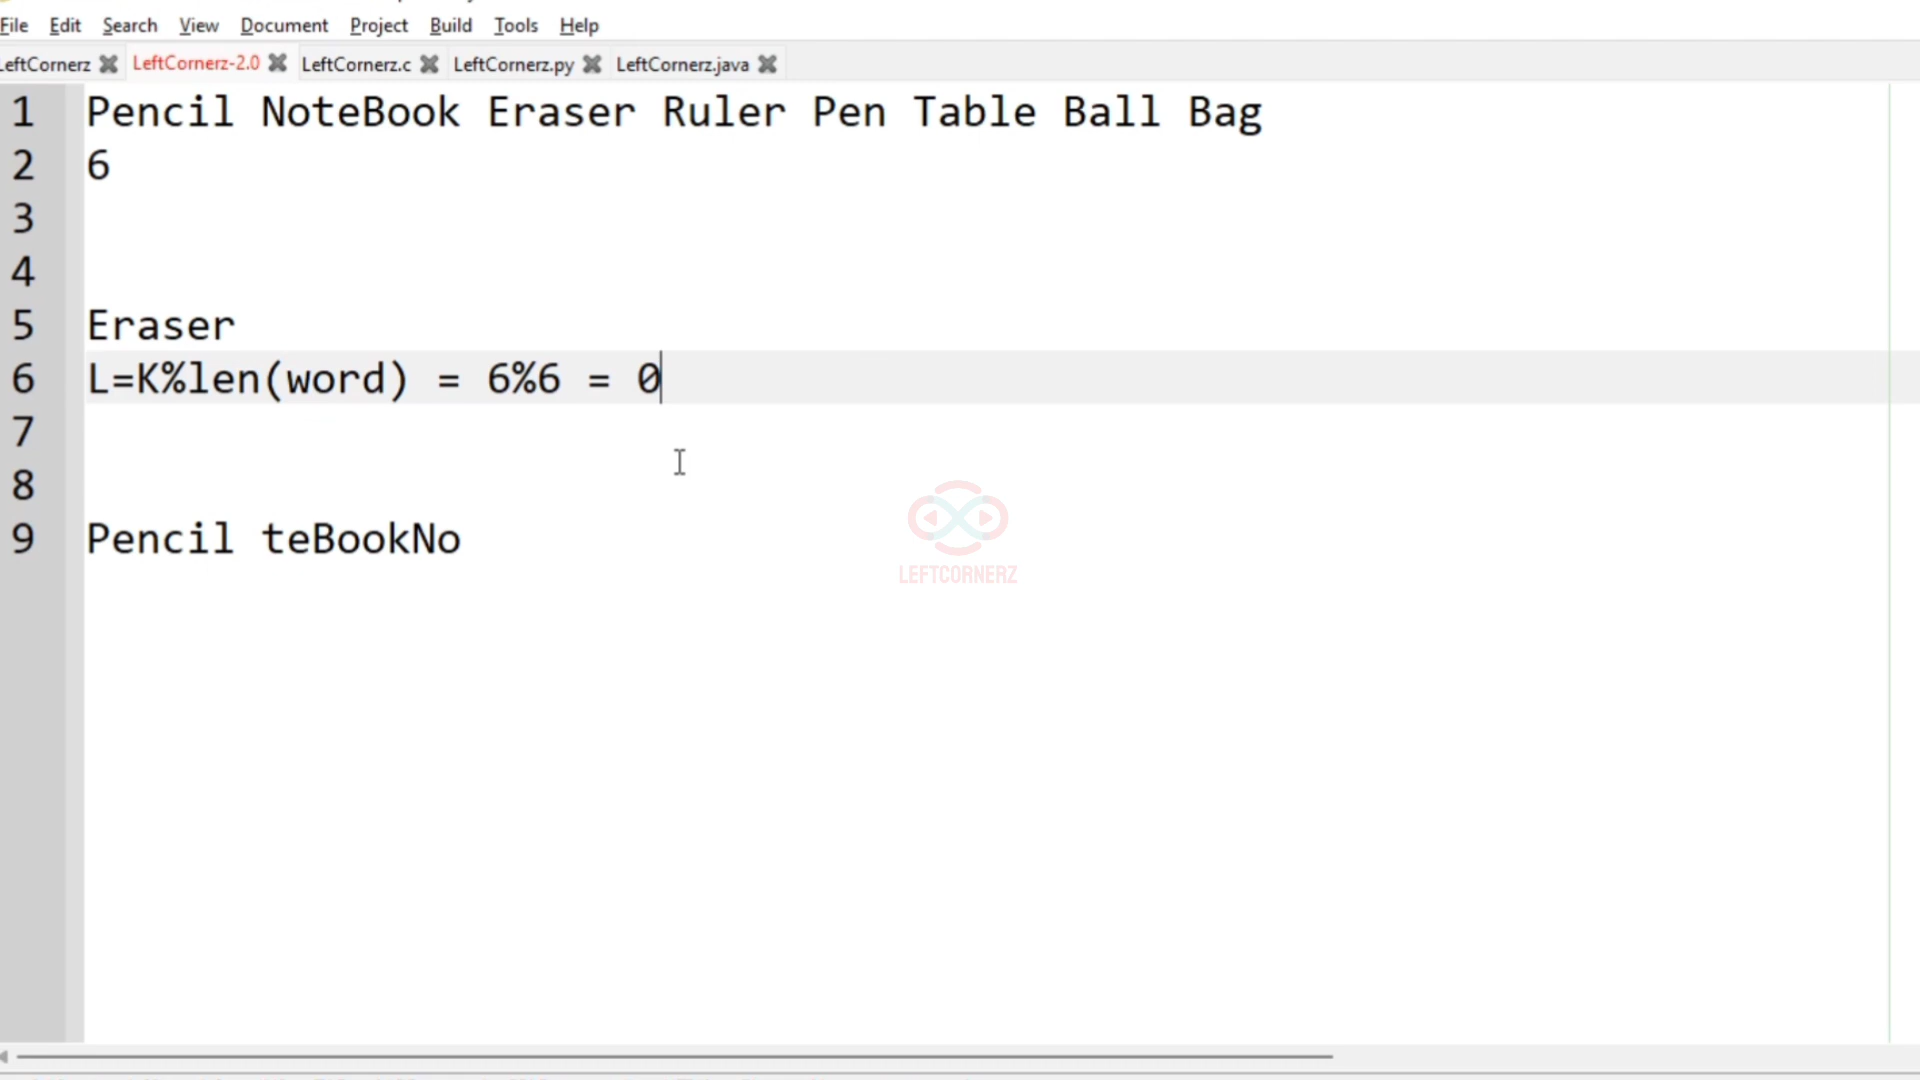 File Edit Search View Document Project Build Tools Help
LeftCornerz LeftCornerz-2.0 LeftCornerz.c LeftCornerz.py LeftCornerz.java
1 Pencil NoteBook Eraser Ruler Pen Table Ball Bag
2 6
3
4
5 Eraser
6 L=K%len(word) = 6%6 = 0
7
8
9 Pencil teBookNo
LEFTCORNERZ